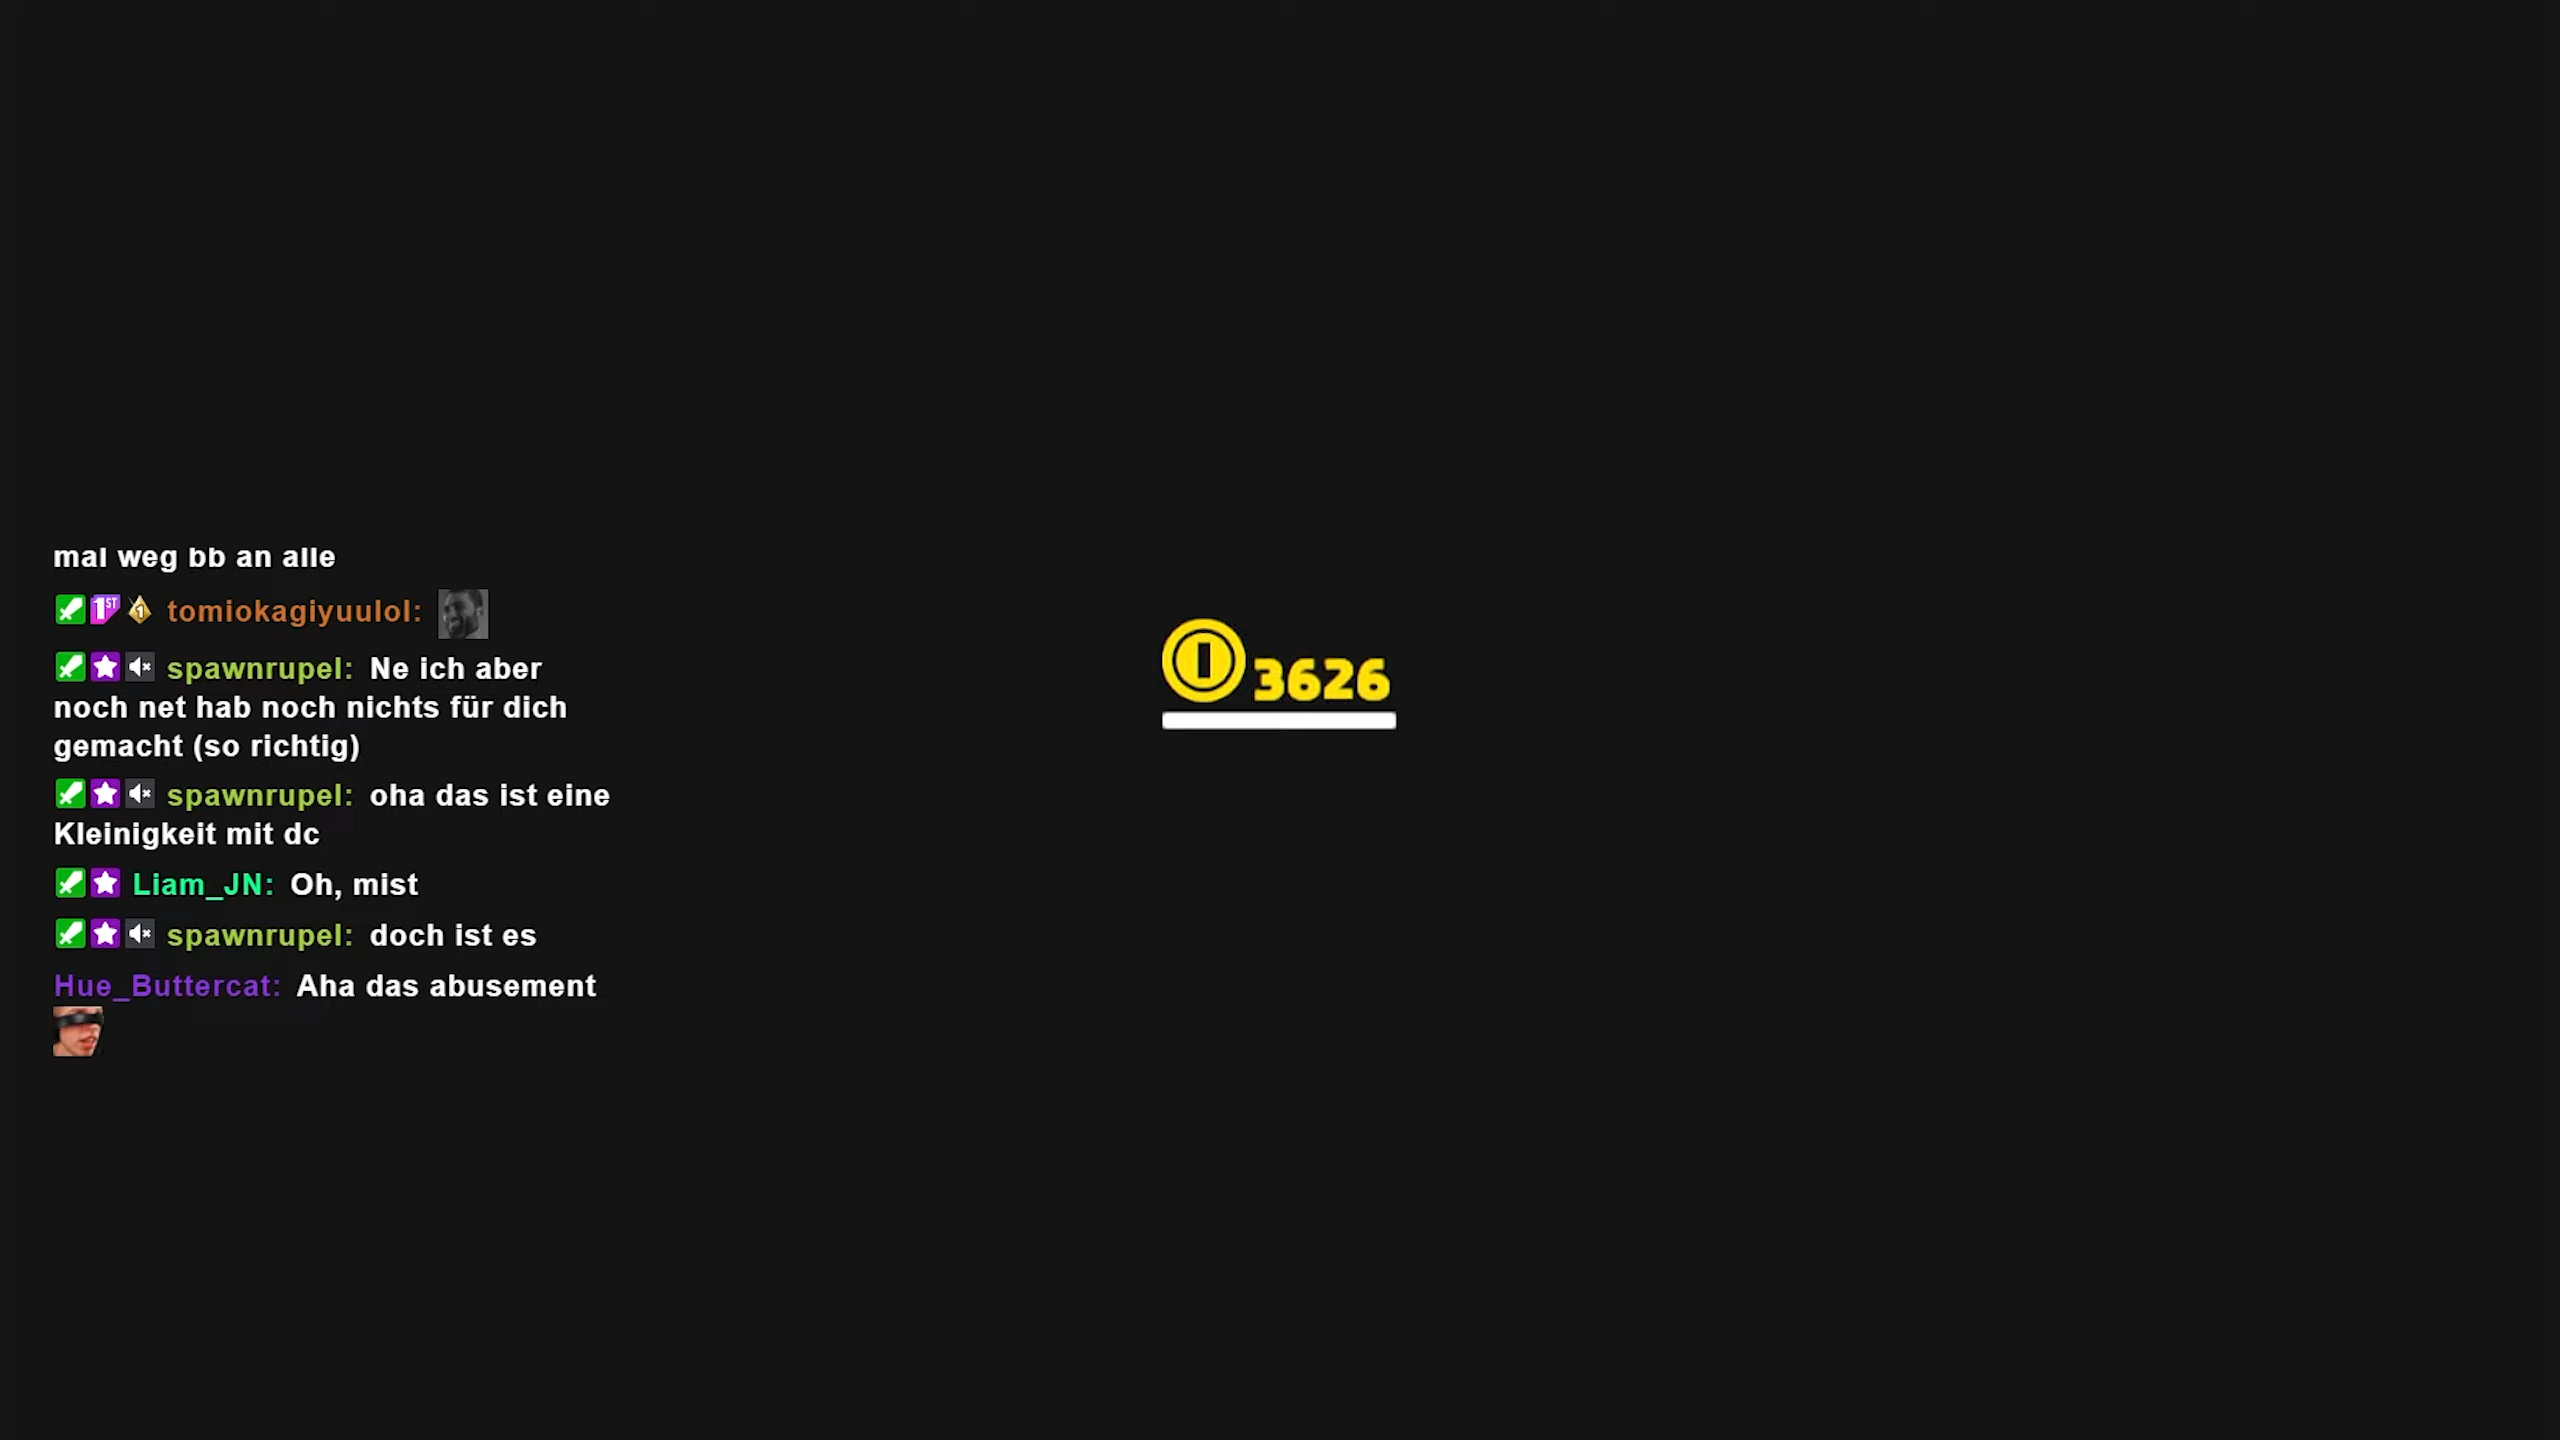 mal weg bb an alle
tomiokagiyuulol:
spawnrupel: Ne ich aber
noch net hab noch nichts für dich
gemacht (so richtig)
spawnrupel: oha das ist eine
Kleinigkeit mit dc
Liam_JN: Oh, mist
spawnrupel: doch ist es
Hue_Buttercat: Aha das abusement
3626